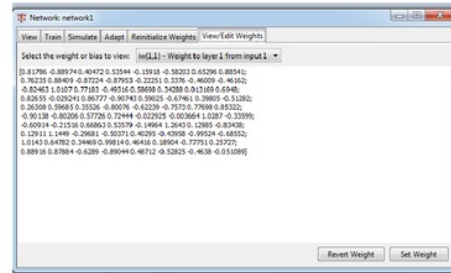 Network: network1
View Train Simulate Adapt Reinitialize Weights View/Edit Weights
Select the weight or bias to view: iw{1,1} - Weight to layer 1 from input 1
[0.81796 -0.88974 0.40472 0.53544 -0.15918 -0.58203 0.65296 0.88541;
0.76235 0.88409 -0.87224 -0.87953 -0.22251 0.3376 -0.46009 -0.46162;
-0.82463 1.0107 0.77183 -0.49316 0.58698 0.34288 0.013169 0.6948;
0.82655 -0.029241 0.86777 -0.90743 0.59025 -0.67461 0.39805 -0.51282;
0.26308 0.59685 0.35526 -0.80076 -0.62239 -0.7573 0.77698 0.85322;
-0.90138 -0.80206 0.57726 0.72444 -0.022925 -0.003664 1.0287 -0.33599;
-0.60914 -0.21516 0.66863 0.53579 -0.14964 1.2643 0.12985 -0.83438;
0.12911 1.1449 -0.29681 -0.50371 0.40295 -0.43958 -0.99524 -0.68552;
1.0143 0.64782 0.34469 0.99814 0.46416 0.18904 -0.77751 0.25727;
0.88916 0.87884 -0.6289 -0.89044 0.48712 -0.52825 -0.4638 -0.051089]
Revert Weight Set Weight